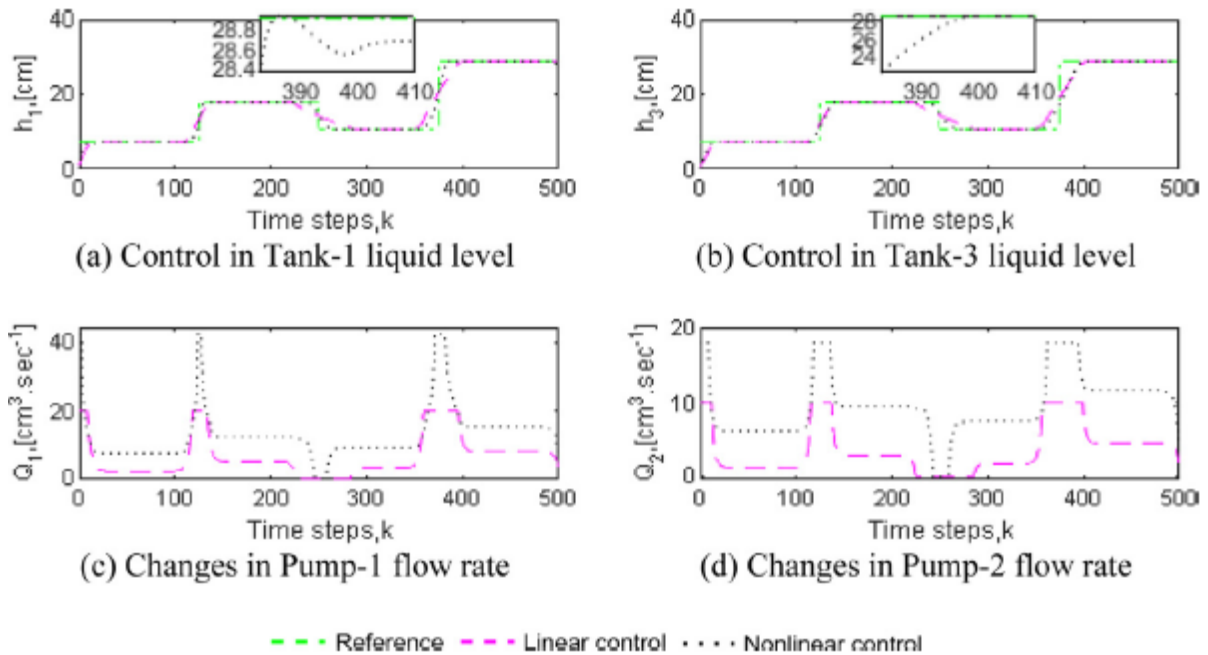 40
28.8
28.6
28.4
390 400 410
20
0
h1,[cm]
0 100 200 300 400 500
Time steps,k
(a) Control in Tank-1 liquid level
40
28
26
24
390 400 410
20
0
h3,[cm]
0 100 200 300 400 500
Time steps,k
(b) Control in Tank-3 liquid level
40
20
0
Q1,[cm³.sec⁻¹]
0 100 200 300 400 500
Time steps,k
(c) Changes in Pump-1 flow rate
20
10
0
Q2,[cm³.sec⁻¹]
0 100 200 300 400 500
Time steps,k
(d) Changes in Pump-2 flow rate
Reference Linear control Nonlinear control